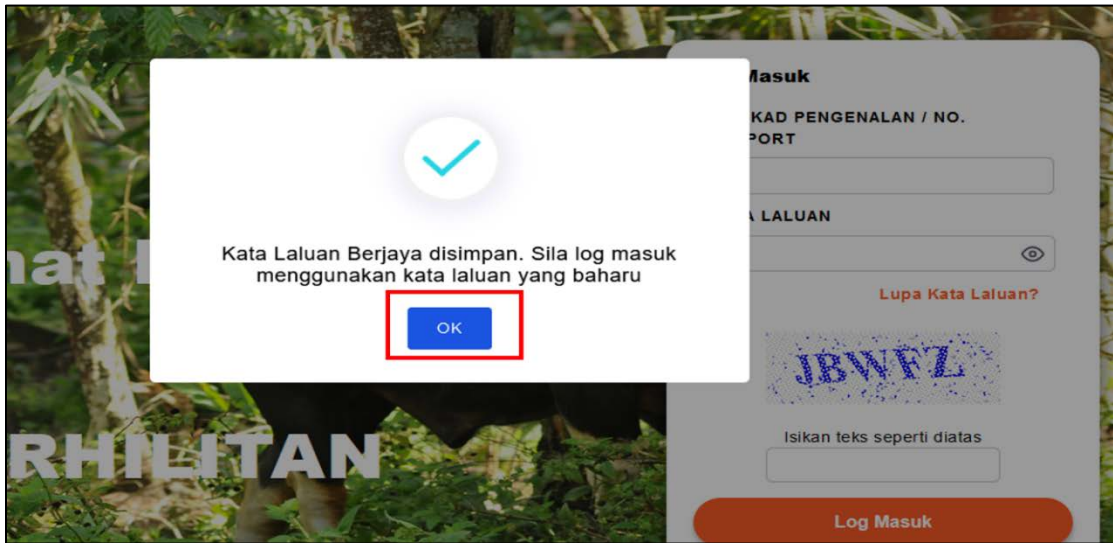 Masuk
KAD PENGENALAN / NO.
PORT
LALUAN
Kata Laluan Berjaya disimpan. Sila log masuk
menggunakan kata laluan yang baharu
OK
Lupa Kata Laluan?
JBWFZ
Isikan teks seperti diatas
RHILITAN
Log Masuk